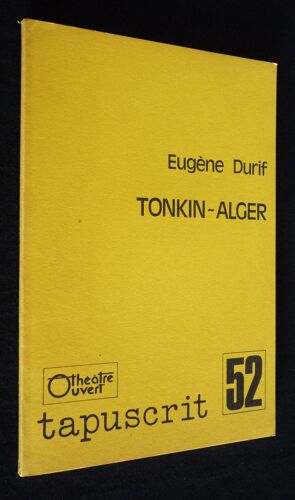 Eugène Durif
TONKIN-ALGER
Théâtre
Ouvert
tapuscrit 52